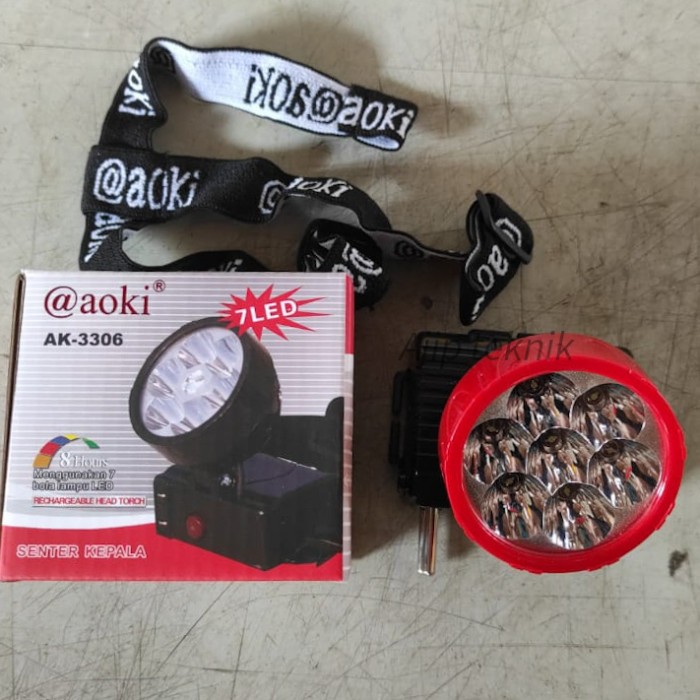 @aoki
@aoki
@aoki
aoki
@aoki®
7LED
AK-3306
8 Hours
Menggunakan 7
bola lampu LED
RECHARGEABLE HEAD TORCH
SENTER KEPALA
Teknik